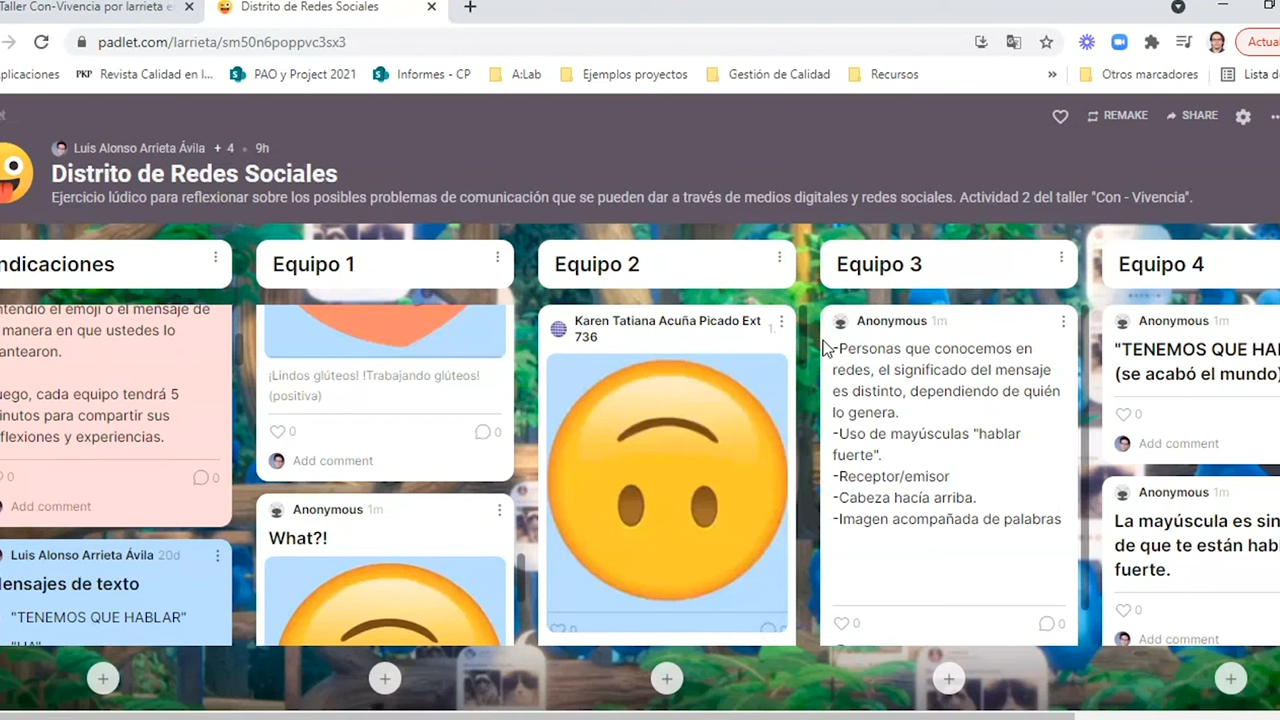 Taller Con-Vivencia por larrieta e
Distrito de Redes Sociales
padlet.com/larrieta/sm50n6poppvc3sx3
Actua
plicaciones
PKP Revista Calidad en l...
PAO y Project 2021
Informes - CP
A:Lab
Ejemplos proyectos
Gestión de Calidad
Recursos
»
Otros marcadores
Lista d
et
REMAKE
SHARE
Luis Alonso Arrieta Ávila + 4 • 9h
Distrito de Redes Sociales
Ejercicio lúdico para reflexionar sobre los posibles problemas de comunicación que se pueden dar a través de medios digitales y redes sociales. Actividad 2 del taller "Con - Vivencia".
ndicaciones
ntendió el emoji o el mensaje de
manera en que ustedes lo
antearon.
uego, cada equipo tendrá 5
inutos para compartir sus
flexiones y experiencias.
0
0
Add comment
Luis Alonso Arrieta Ávila 20d
ensajes de texto
"TENEMOS QUE HABLAR"
Equipo 1
¡Lindos glúteos! !Trabajando glúteos!
(positiva)
0
0
Add comment
Anonymous 1m
What?!
Equipo 2
Karen Tatiana Acuña Picado Ext
736
Equipo 3
Anonymous 1m
-Personas que conocemos en
redes, el significado del mensaje
es distinto, dependiendo de quién
lo genera.
-Uso de mayúsculas "hablar
fuerte".
-Receptor/emisor
-Cabeza hacía arriba.
-Imagen acompañada de palabras
0
0
Equipo 4
Anonymous 1m
"TENEMOS QUE HA
(se acabó el mundo)
0
Add comment
Anonymous 1m
La mayúscula es sin
de que te están hab
fuerte.
0
Add comment